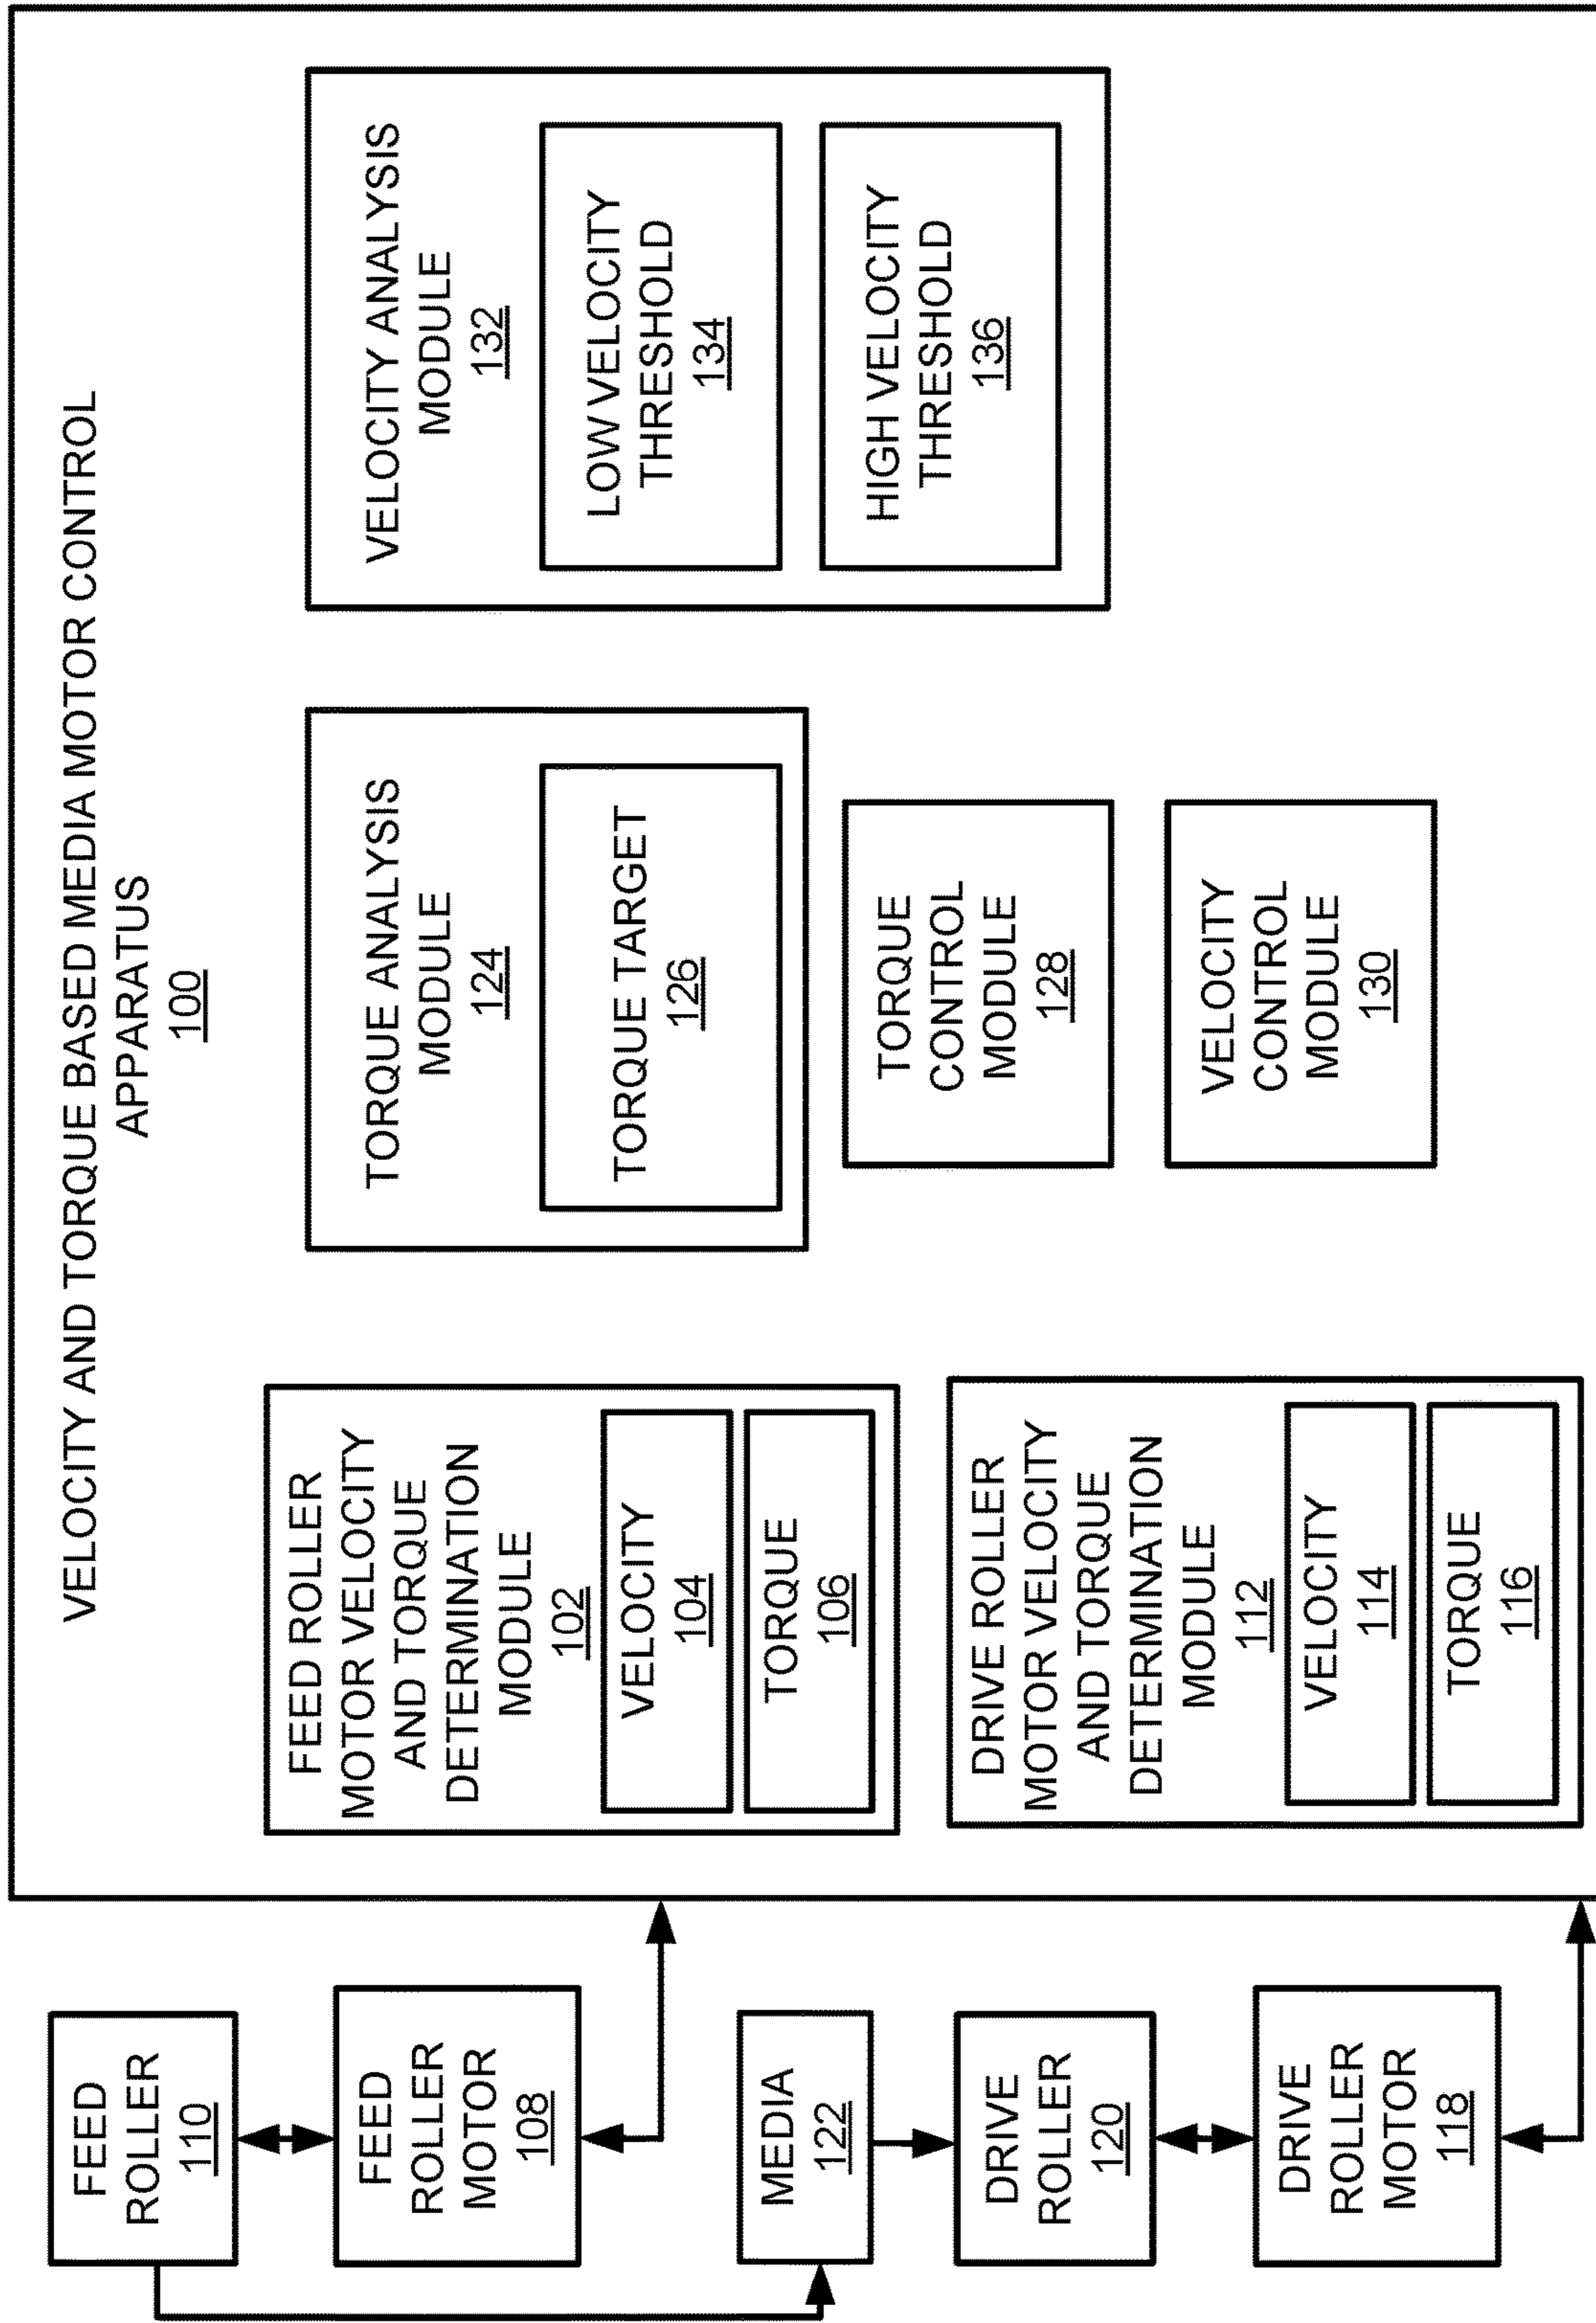 VELOCITY AND TORQUE BASED MEDIA MOTOR CONTROL
APPARATUS
100
FEED
ROLLER
110
FEED
ROLLER
MOTOR
108
MEDIA
122
DRIVE
ROLLER
120
DRIVE
ROLLER
MOTOR
118
FEED ROLLER
MOTOR VELOCITY
AND TORQUE
DETERMINATION
MODULE
102
VELOCITY
104
TORQUE
106
DRIVE ROLLER
MOTOR VELOCITY
AND TORQUE
DETERMINATION
MODULE
112
VELOCITY
114
TORQUE
116
TORQUE ANALYSIS
MODULE
124
TORQUE TARGET
126
TORQUE
CONTROL
MODULE
128
VELOCITY
CONTROL
MODULE
130
VELOCITY ANALYSIS
MODULE
132
LOW VELOCITY
THRESHOLD
134
HIGH VELOCITY
THRESHOLD
136